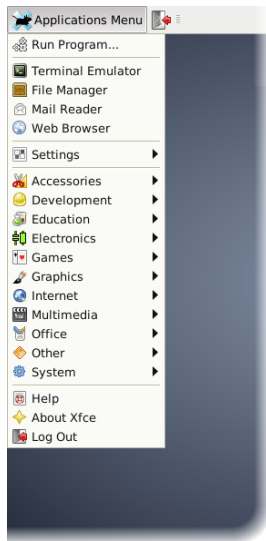 Applications Menu
Run Program...
Terminal Emulator
File Manager
Mail Reader
Web Browser
Settings
Accessories
Development
Education
Electronics
Games
Graphics
Internet
Multimedia
Office
Other
System
Help
About Xfce
Log Out